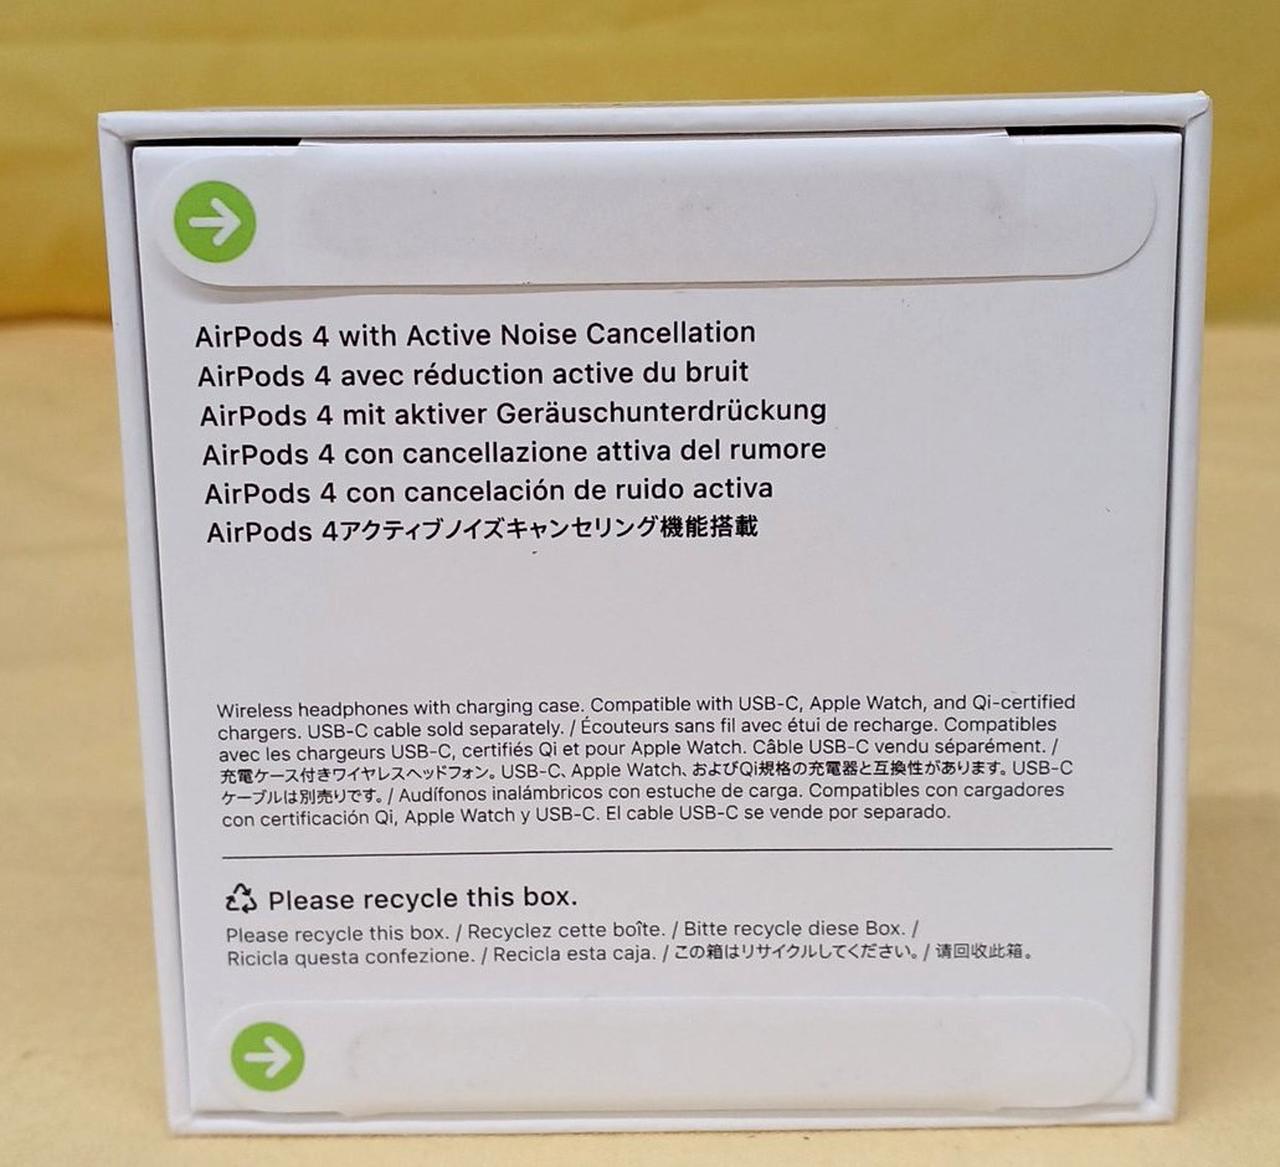 AirPods 4 with Active Noise Cancellation
AirPods 4 avec réduction active du bruit
AirPods 4 mit aktiver Geräuschunterdrückung
AirPods 4 con cancellazione attiva del rumore
AirPods 4 con cancelación de ruido activa
AirPods 4アクティブノイズキャンセリング機能搭載
Wireless headphones with charging case. Compatible with USB-C, Apple Watch, and Qi-certified
chargers. USB-C cable sold separately. / Écouteurs sans fil avec étui de recharge. Compatibles
avec les chargeurs USB-C, certifiés Qi et pour Apple Watch. Câble USB-C vendu séparément. /
充電ケース付きワイヤレスヘッドフォン。USB-C、Apple Watch、およびQi規格の充電器と互換性があります。USB-C
ケーブルは別売りです。/ Audífonos inalámbricos con estuche de carga. Compatibles con cargadores
con certificación Qi, Apple Watch y USB-C. El cable USB-C se vende por separado.
Please recycle this box.
Please recycle this box. / Recyclez cette boîte. / Bitte recycle diese Box. /
Ricicla questa confezione. / Recicla esta caja. / この箱はリサイクルしてください。/ 请回收此箱。